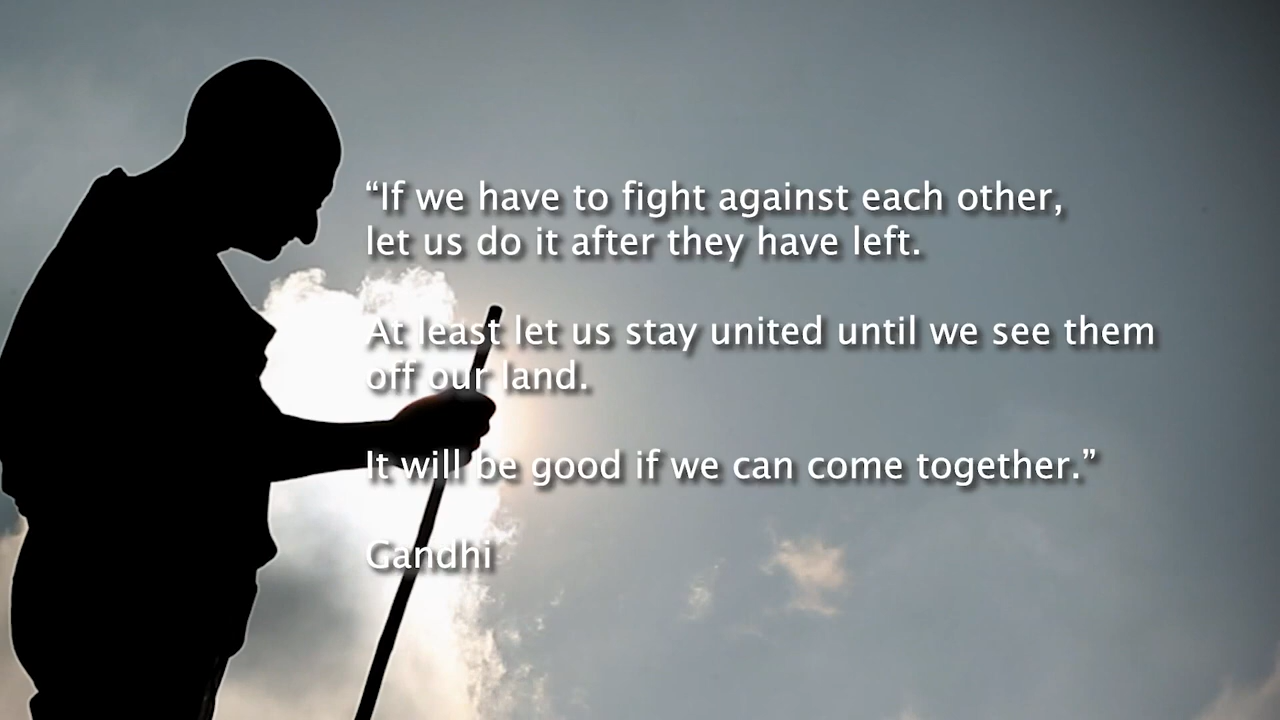 “If we have to fight against each other,
let us do it after they have left.
At least let us stay united until we see them
off our land.
It will be good if we can come together.”
Gandhi